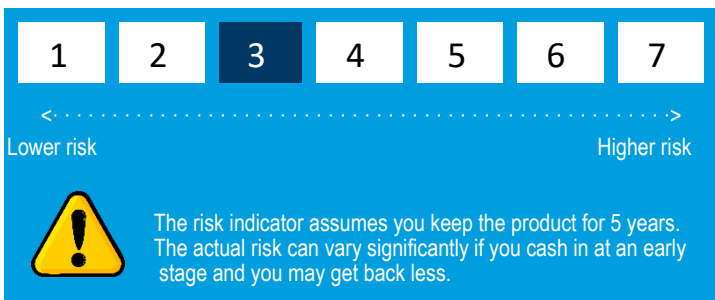 1 2 3 4 5 6 7
Lower risk Higher risk
The risk indicator assumes you keep the product for 5 years.
The actual risk can vary significantly if you cash in at an early
stage and you may get back less.